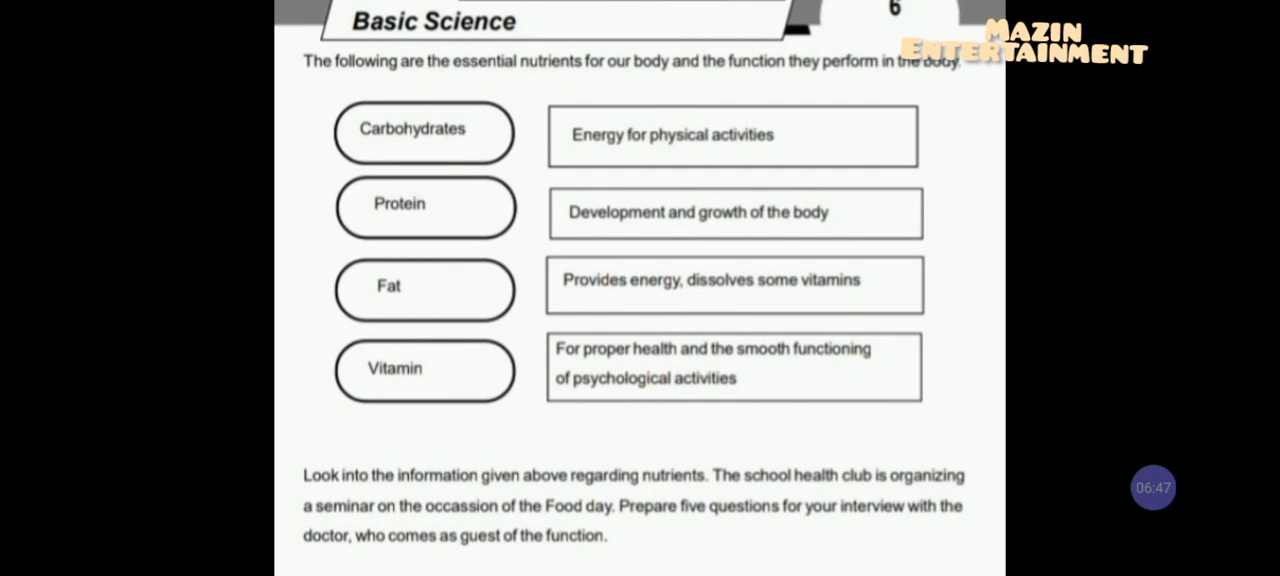 Basic Science
6
MAZIN
ENTERTAINMENT
The following are the essential nutrients for our body and the function they perform in the body.
Carbohydrates
Energy for physical activities
Protein
Development and growth of the body
Fat
Provides energy, dissolves some vitamins
Vitamin
For proper health and the smooth functioning
of psychological activities
Look into the information given above regarding nutrients. The school health club is organizing
a seminar on the occassion of the Food day. Prepare five questions for your interview with the
doctor, who comes as guest of the function.
06:47